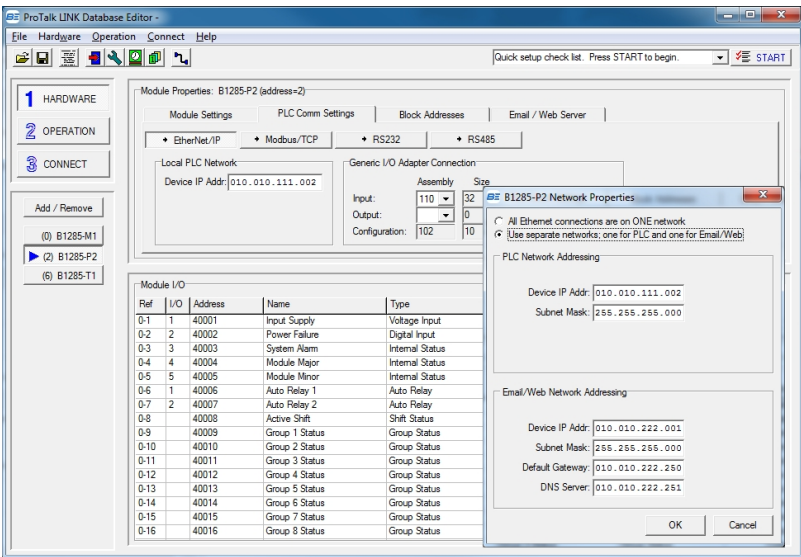 BE ProTalk LINK Database Editor -
File Hardware Operation Connect Help
Quick setup check list. Press START to begin. START
1 HARDWARE
2 OPERATION
3 CONNECT
Add / Remove
(0) B1285-M1
(2) B1285-P2
(6) B1285-T1
Module Properties: B1285-P2 (address=2)
Module Settings PLC Comm Settings Block Addresses Email / Web Server
EtherNet/IP Modbus/TCP RS232 RS485
Local PLC Network
Device IP Addr: 010.010.111.002
Generic I/O Adapter Connection
Assembly Size
Input: 110 32
Output: 0
Configuration: 102 10
Module I/O
Ref I/O Address Name Type
0-1 1 40001 Input Supply Voltage Input
0-2 2 40002 Power Failure Digital Input
0-3 3 40003 System Alarm Internal Status
0-4 4 40004 Module Major Internal Status
0-5 5 40005 Module Minor Internal Status
0-6 1 40006 Auto Relay 1 Auto Relay
0-7 2 40007 Auto Relay 2 Auto Relay
0-8 40008 Active Shift Shift Status
0-9 40009 Group 1 Status Group Status
0-10 40010 Group 2 Status Group Status
0-11 40011 Group 3 Status Group Status
0-12 40012 Group 4 Status Group Status
0-13 40013 Group 5 Status Group Status
0-14 40014 Group 6 Status Group Status
0-15 40015 Group 7 Status Group Status
0-16 40016 Group 8 Status Group Status
BE B1285-P2 Network Properties
All Ethernet connections are on ONE network
Use separate networks; one for PLC and one for Email/Web
PLC Network Addressing
Device IP Addr: 010.010.111.002
Subnet Mask: 255.255.255.000
Email/Web Network Addressing
Device IP Addr: 010.010.222.001
Subnet Mask: 255.255.255.000
Default Gateway: 010.010.222.250
DNS Server: 010.010.222.251
OK Cancel